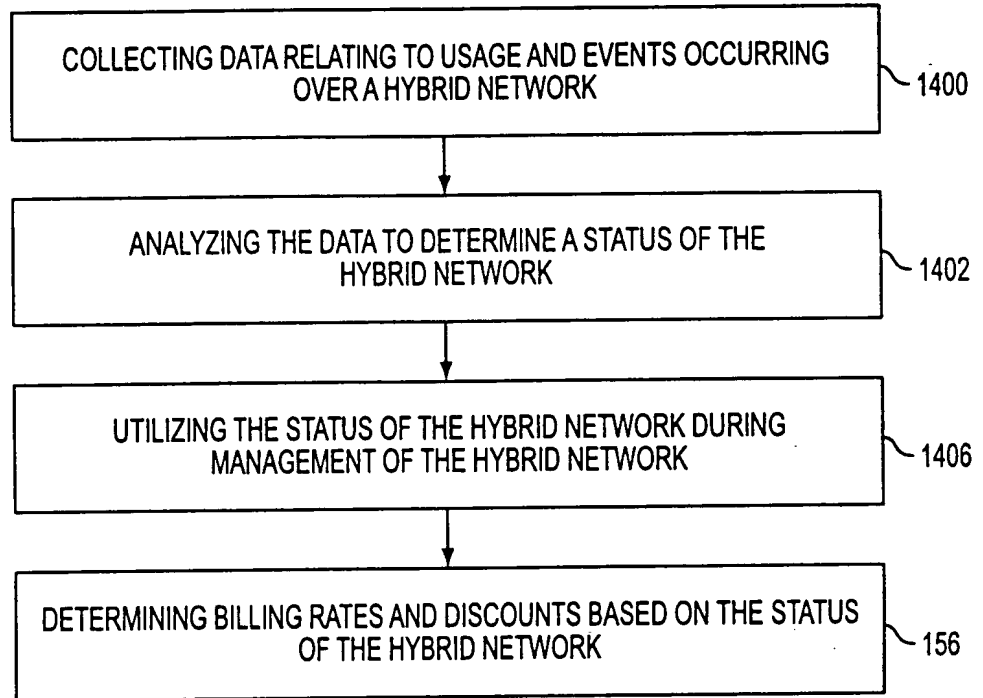 COLLECTING DATA RELATING TO USAGE AND EVENTS OCCURRING
OVER A HYBRID NETWORK
1400
ANALYZING THE DATA TO DETERMINE A STATUS OF THE
HYBRID NETWORK
1402
UTILIZING THE STATUS OF THE HYBRID NETWORK DURING
MANAGEMENT OF THE HYBRID NETWORK
1406
DETERMINING BILLING RATES AND DISCOUNTS BASED ON THE STATUS
OF THE HYBRID NETWORK
156